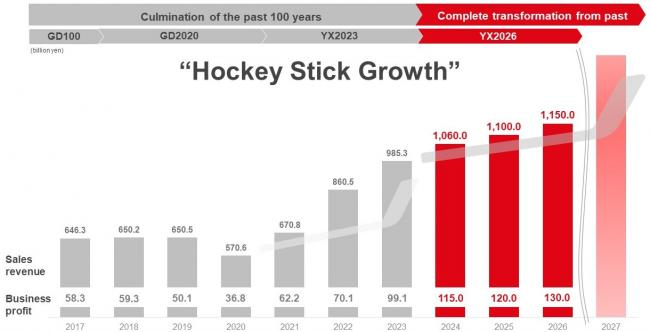 Culmination of the past 100 years Complete transformation from past
GD100 GD2020 YX2023 YX2026
(billion yen)
“Hockey Stick Growth”
646.3 650.2 650.5 570.6 670.8 860.5 985.3 1,060.0 1,100.0 1,150.0
Sales
revenue
Business
profit
58.3 59.3 50.1 36.8 62.2 70.1 99.1 115.0 120.0 130.0
2017 2018 2019 2020 2021 2022 2023 2024 2025 2026 2027